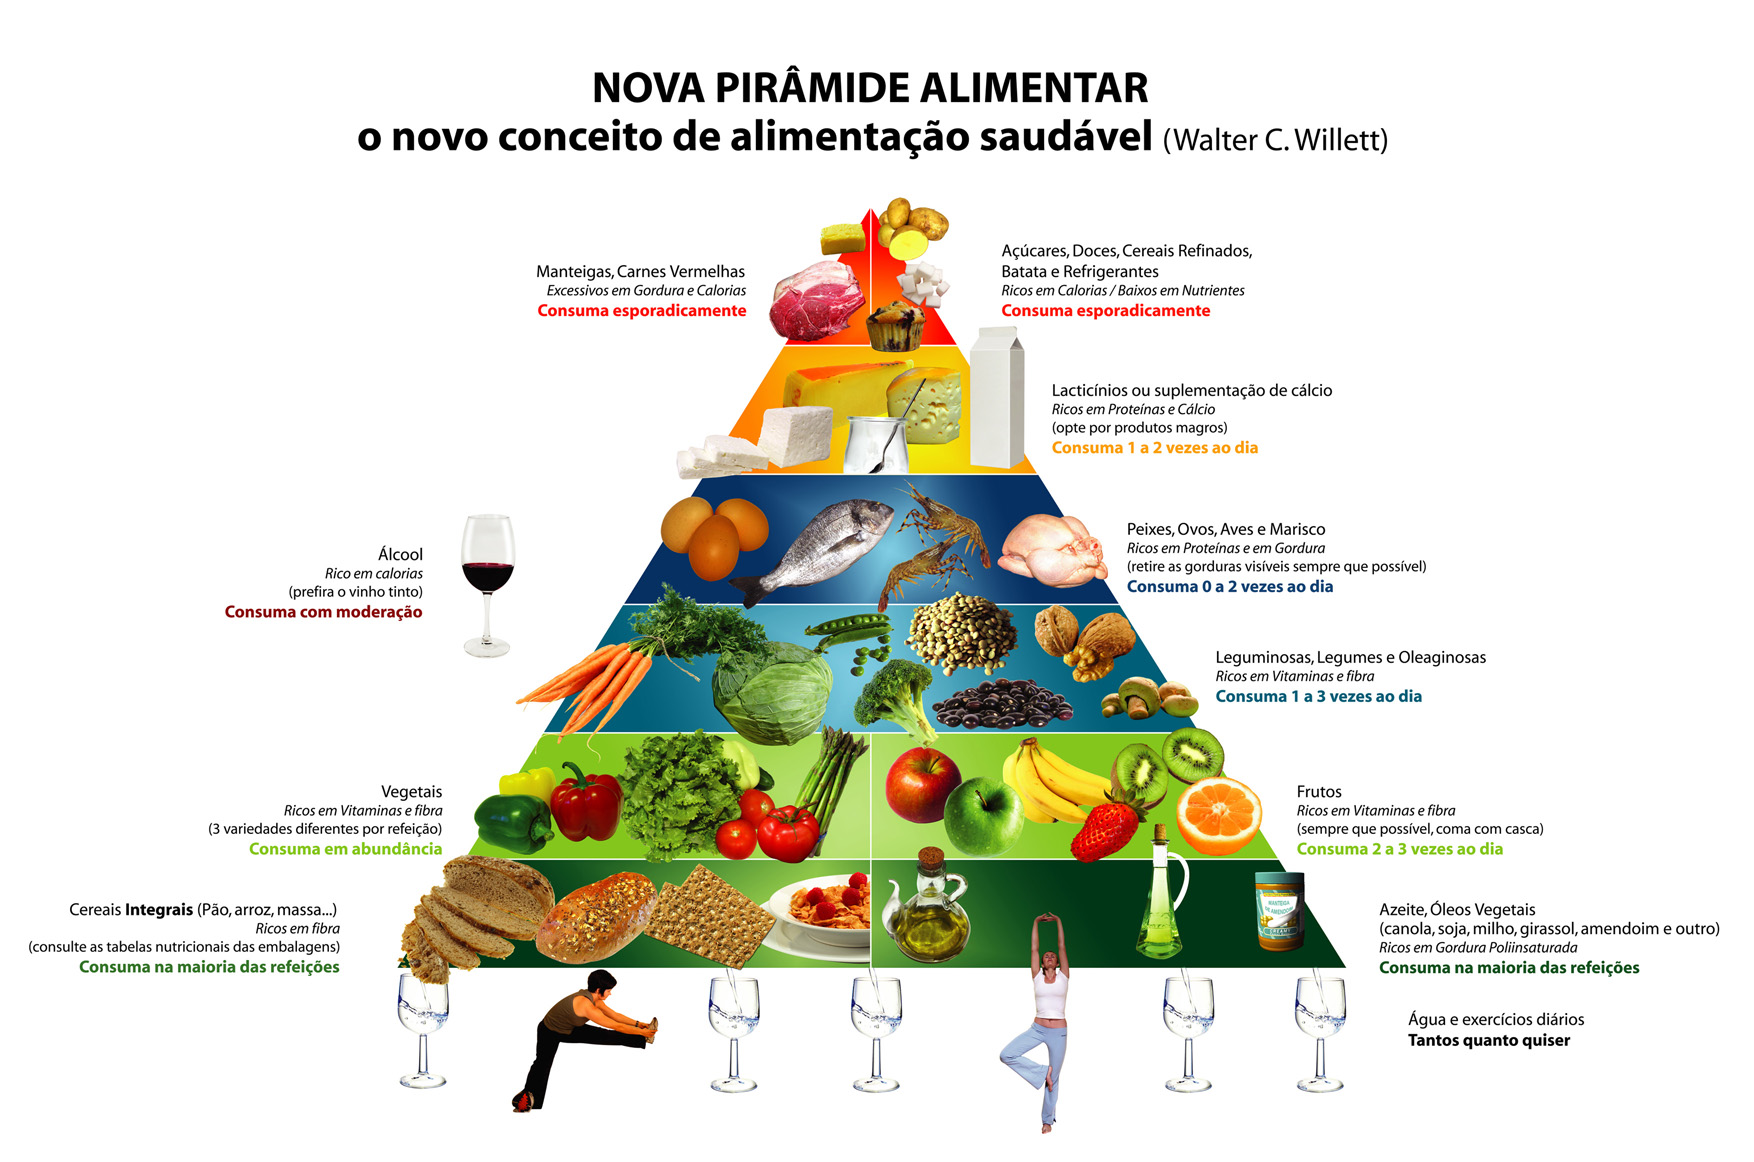 NOVA PIRÂMIDE ALIMENTAR
o novo conceito de alimentação saudável (Walter C. Willett)
Manteigas, Carnes Vermelhas
Excessivos em Gordura e Calorias
Consuma esporadicamente
Açúcares, Doces, Cereais Refinados,
Batata e Refrigerantes
Ricos em Calorias / Baixos em Nutrientes
Consuma esporadicamente
Lacticínios ou suplementação de cálcio
Ricos em Proteínas e Cálcio
(opte por produtos magros)
Consuma 1 a 2 vezes ao dia
Peixes, Ovos, Aves e Marisco
Ricos em Proteínas e em Gordura
(retire as gorduras visíveis sempre que possível)
Consuma 0 a 2 vezes ao dia
Álcool
Rico em calorias
(prefira o vinho tinto)
Consuma com moderação
Leguminosas, Legumes e Oleaginosas
Ricos em Vitaminas e fibra
Consuma 1 a 3 vezes ao dia
Vegetais
Ricos em Vitaminas e fibra
(3 variedades diferentes por refeição)
Consuma em abundância
Frutos
Ricos em Vitaminas e fibra
(sempre que possível, coma com casca)
Consuma 2 a 3 vezes ao dia
Cereais Integrais (Pão, arroz, massa...)
Ricos em fibra
(consulte as tabelas nutricionais das embalagens)
Consuma na maioria das refeições
MANTEIGA
DE AMENDOIM
Azeite, Óleos Vegetais
(canola, soja, milho, girassol, amendoim e outro)
Ricos em Gordura Poliinsaturada
Consuma na maioria das refeições
Água e exercícios diários
Tantos quanto quiser